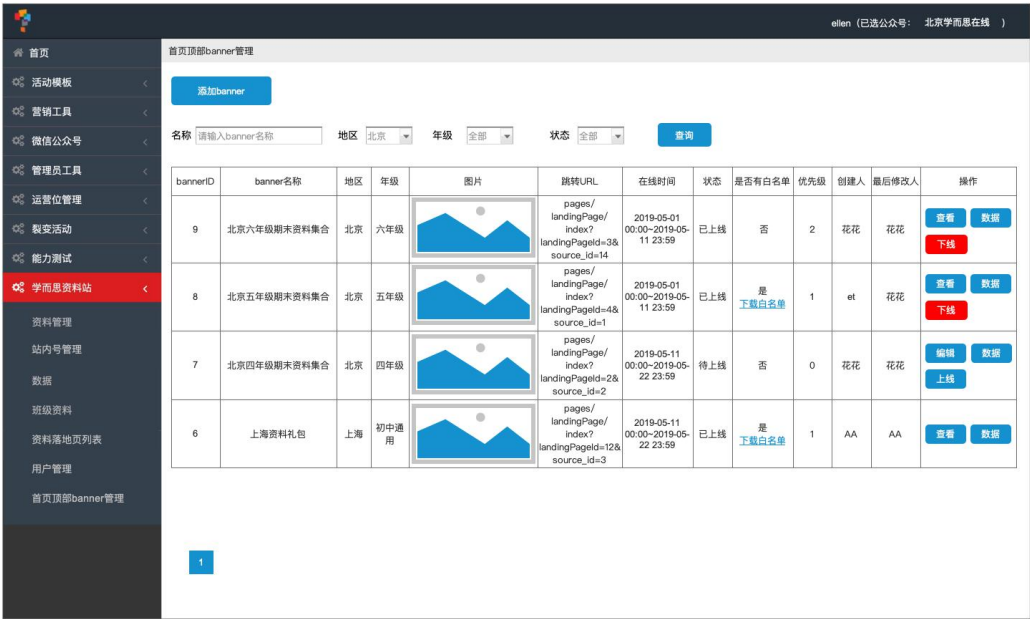 ellen（已选公众号： 北京学而思在线 ）
首页
活动模板
营销工具
微信公众号
管理员工具
运营位管理
裂变活动
能力测试
学而思资料站
资料管理
站内号管理
数据
班级资料
资料落地页列表
用户管理
首页顶部banner管理
首页顶部banner管理
添加banner
名称 请输入banner名称 地区 北京 年级 全部 状态 全部 查询
bannerID banner名称 地区 年级 图片 跳转URL 在线时间 状态 是否有白名单 优先级 创建人 最后修改人 操作
9 北京六年级期末资料集合 北京 六年级
pages/
landingPage/
index?
landingPageId=3&
source_id=14
2019-05-01
00:00~2019-05-
11 23:59
已上线 否 2 花花 花花 查看 数据
下线
8 北京五年级期末资料集合 北京 五年级
pages/
landingPage/
index?
landingPageId=4&
source_id=1
2019-05-01
00:00~2019-05-
11 23:59
已上线
是
下载白名单
1 et 花花 查看 数据
下线
7 北京四年级期末资料集合 北京 四年级
pages/
landingPage/
index?
landingPageId=2&
source_id=2
2019-05-11
00:00~2019-05-
22 23:59
待上线 否 0 花花 花花 编辑 数据
上线
6 上海资料礼包 上海
初中通
用
pages/
landingPage/
index?
landingPageId=12&
source_id=3
2019-05-11
00:00~2019-05-
22 23:59
已上线
是
下载白名单
1 AA AA 查看 数据
1